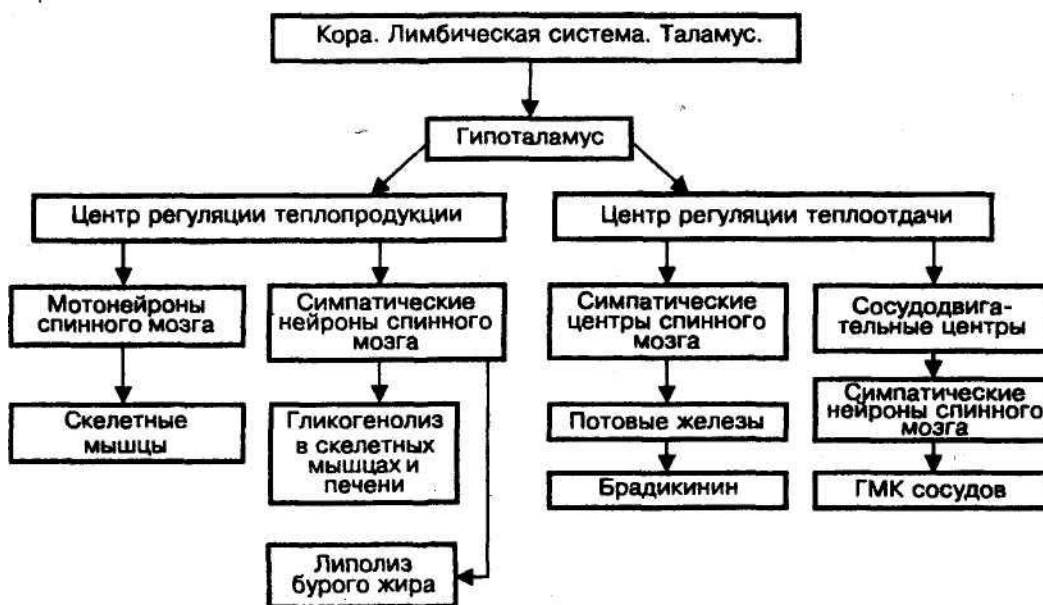 Кора. Лимбическая система. Таламус.
Гипоталамус
Центр регуляции теплопродукции
Центр регуляции теплоотдачи
Мотонейроны
спинного мозга
Симпатические
нейроны спинного
мозга
Симпатические
центры спинного
мозга
Сосудодвига-
тельные центры
Скелетные
мышцы
Гликогенолиз
в скелетных
мышцах и
печени
Потовые железы
Симпатические
нейроны спинного
мозга
Брадикинин
ГМК сосудов
Липолиз
бурого жира